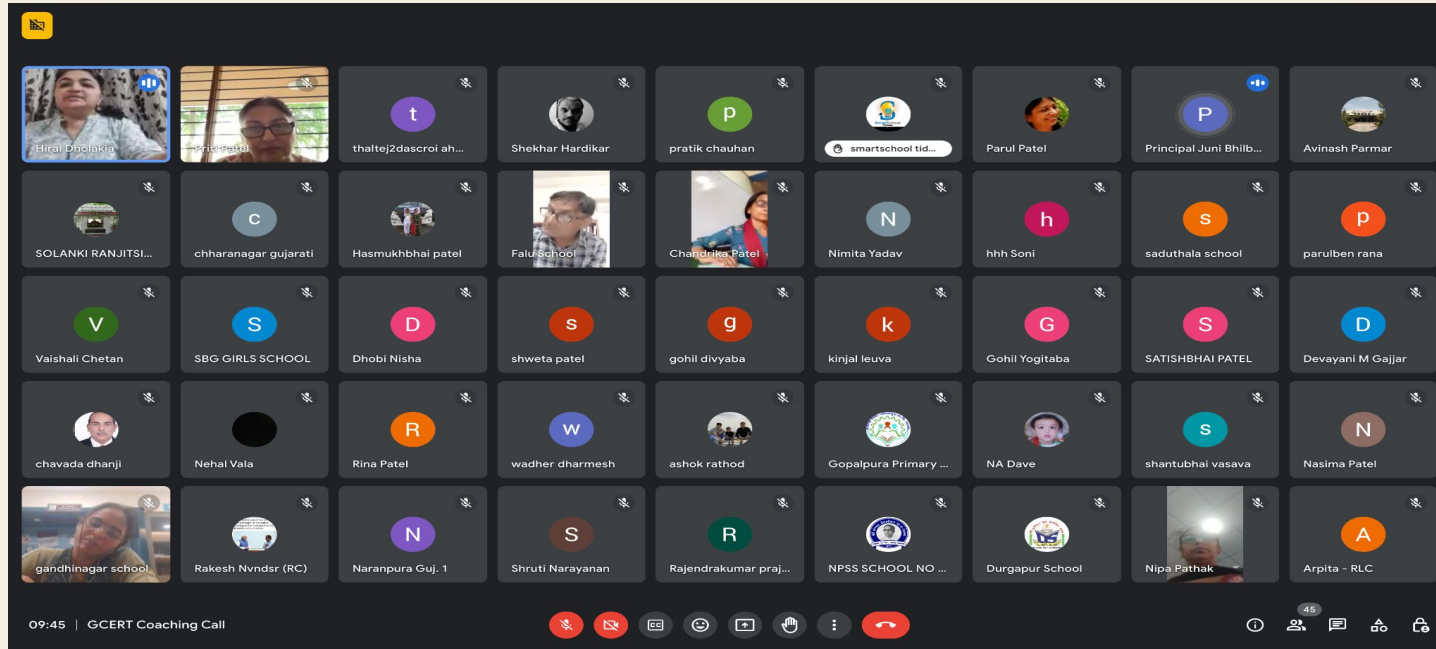 Hiral Dholakia
Priti Patel
t
thaltej2dascroi ah...
Shekhar Hardikar
p
pratik chauhan
smartschool tid...
Parul Patel
P
Principal Juni Bhilb...
Avinash Parmar
SOLANKI RANJITSI...
c
chharanagar gujarati
Hasmukhbhai patel
Falu School
Chandrika Patel
N
Nimita Yadav
h
hhh Soni
s
saduthala school
p
parulben rana
V
Vaishali Chetan
S
SBG GIRLS SCHOOL
D
Dhobi Nisha
s
shweta patel
g
gohil divyaba
k
kinjal leuva
G
Gohil Yogitaba
S
SATISHBHAI PATEL
D
Devayani M Gajjar
chavada dhanji
Nehal Vala
R
Rina Patel
w
wadher dharmesh
ashok rathod
Gopalpura Primary ...
NA Dave
s
shantubhai vasava
N
Nasima Patel
gandhinagar school
Rakesh Nvndsr (RC)
N
Naranpura Guj. 1
S
Shruti Narayanan
R
Rajendrakumar praj...
NPSS SCHOOL NO ...
Durgapur School
Nipa Pathak
A
Arpita - RLC
09:45 | GCERT Coaching Call
CC
45